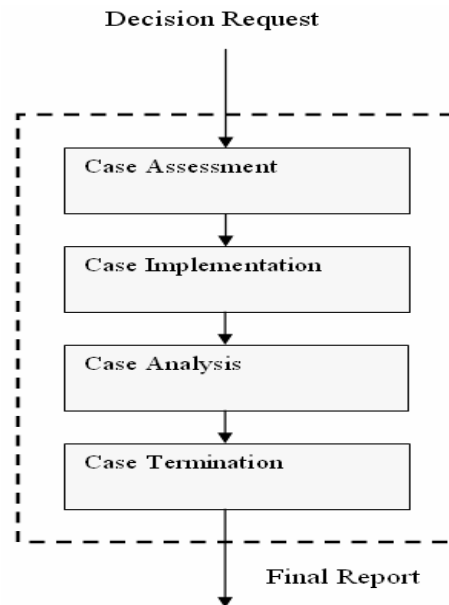 Decision Request
Case Assessment
Case Implementation
Case Analysis
Case Termination
Final Report